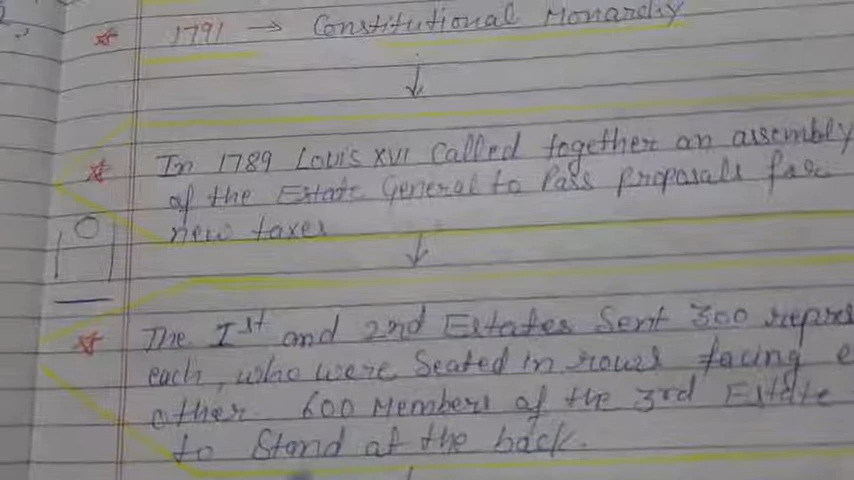 1791 → Constitutional Monarchy
In 1789 Louis XVI called together an assembly
of the Estate General to Pass proposals for
new taxes
The Ist and 2nd Estates Sent 300 repres
each, who were Seated in rows facing e
other. 600 Members of the 3rd Estate
to Stand at the back.